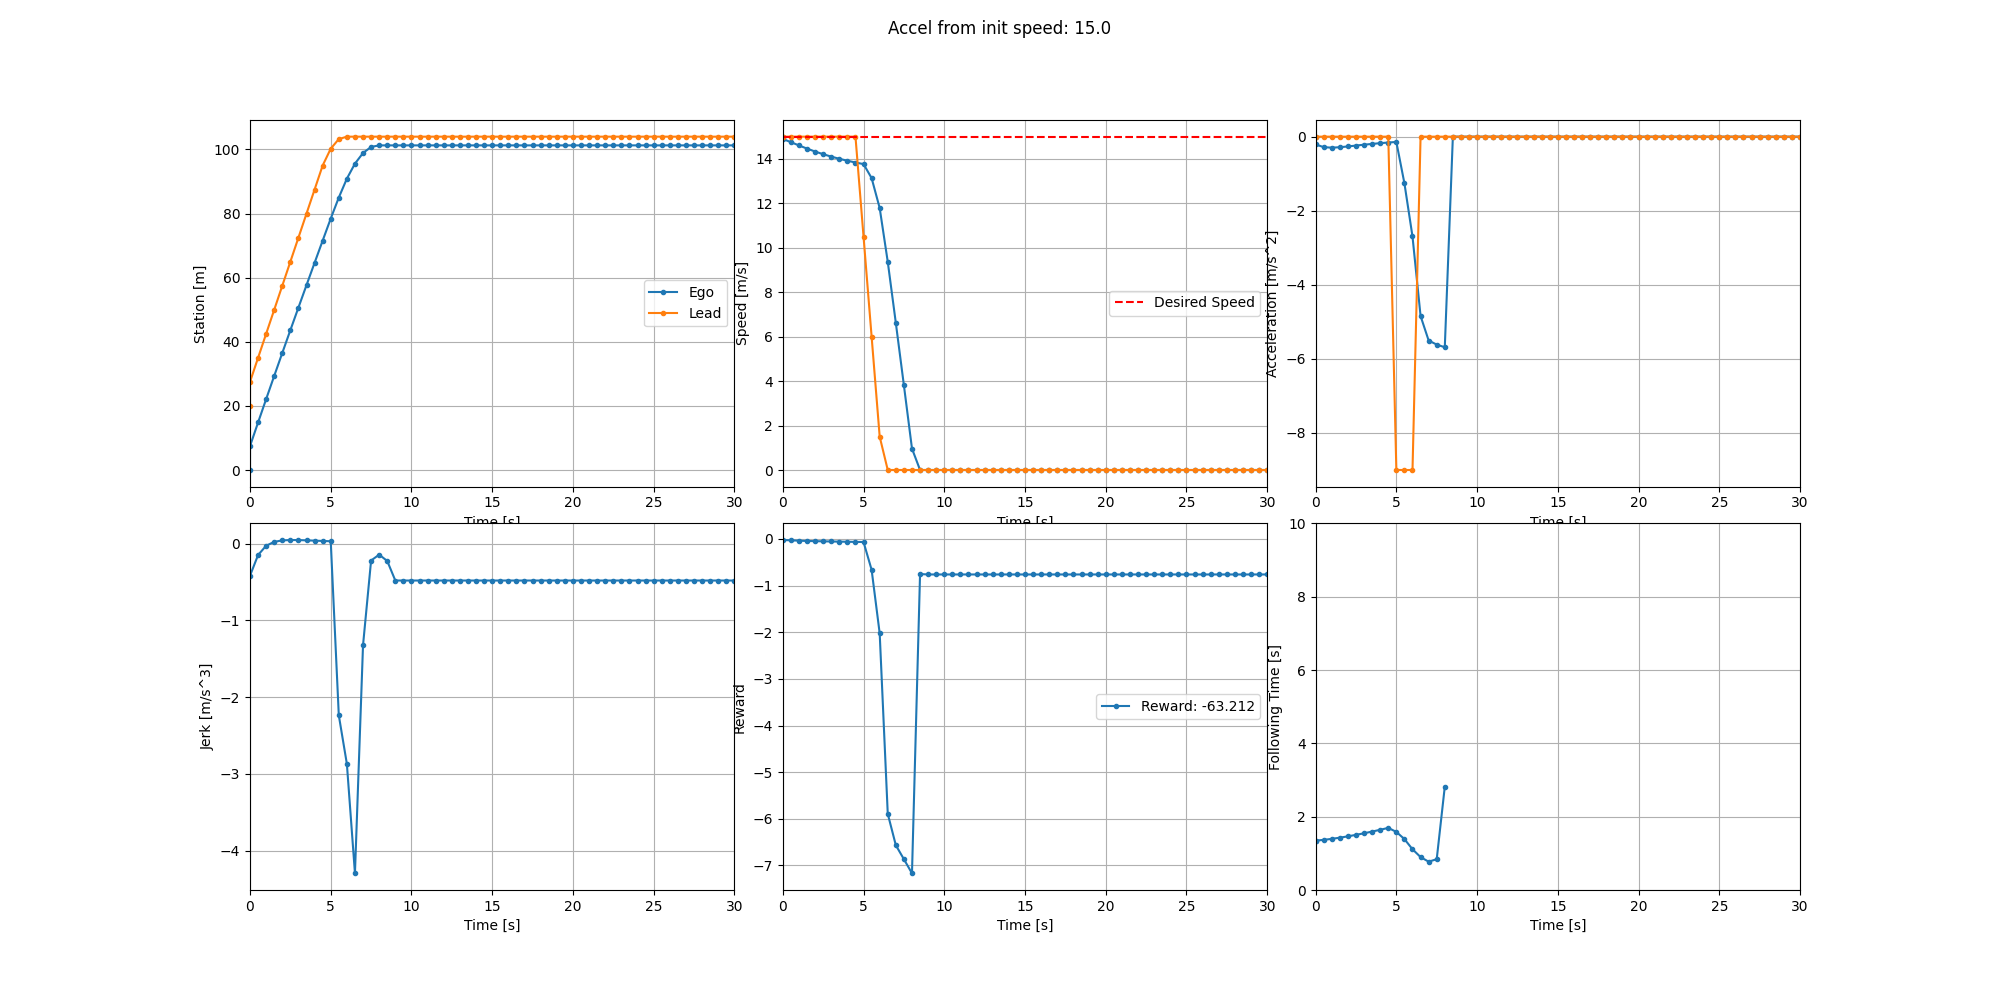 Accel from init speed: 15.0
Station [m]
100
80
60
40
20
0
0 5 10 15 20 25 30
Time [s]
Ego
Lead
Speed [m/s]
14
12
10
8
6
4
2
0
0 5 10 15 20 25 30
Time [s]
Desired Speed
Acceleration [m/s^2]
0
−2
−4
−6
−8
0 5 10 15 20 25 30
Time [s]
Jerk [m/s^3]
0
−1
−2
−3
−4
0 5 10 15 20 25 30
Time [s]
Reward
0
−1
−2
−3
−4
−5
−6
−7
0 5 10 15 20 25 30
Time [s]
Reward: -63.212
Following Time [s]
10
8
6
4
2
0
0 5 10 15 20 25 30
Time [s]